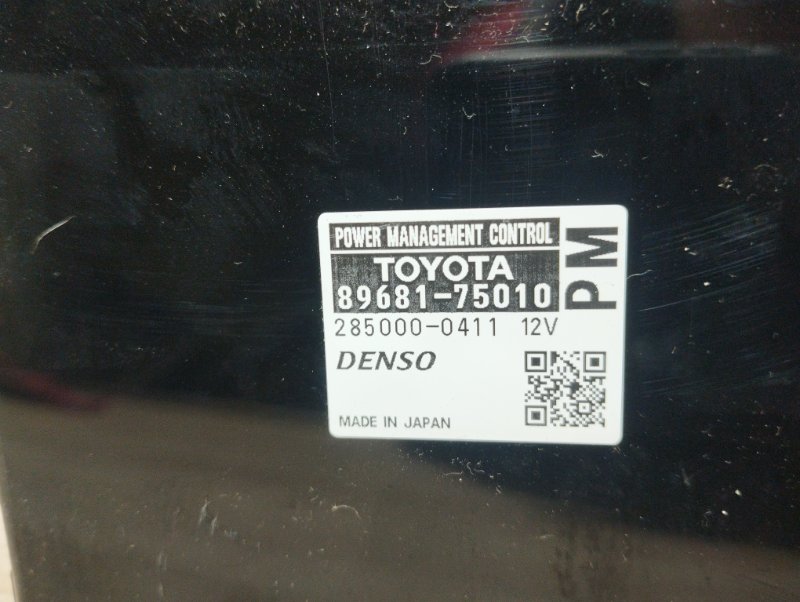 POWER MANAGEMENT CONTROL
TOYOTA
89681-75010
PM
285000-0411 12V
DENSO
MADE IN JAPAN